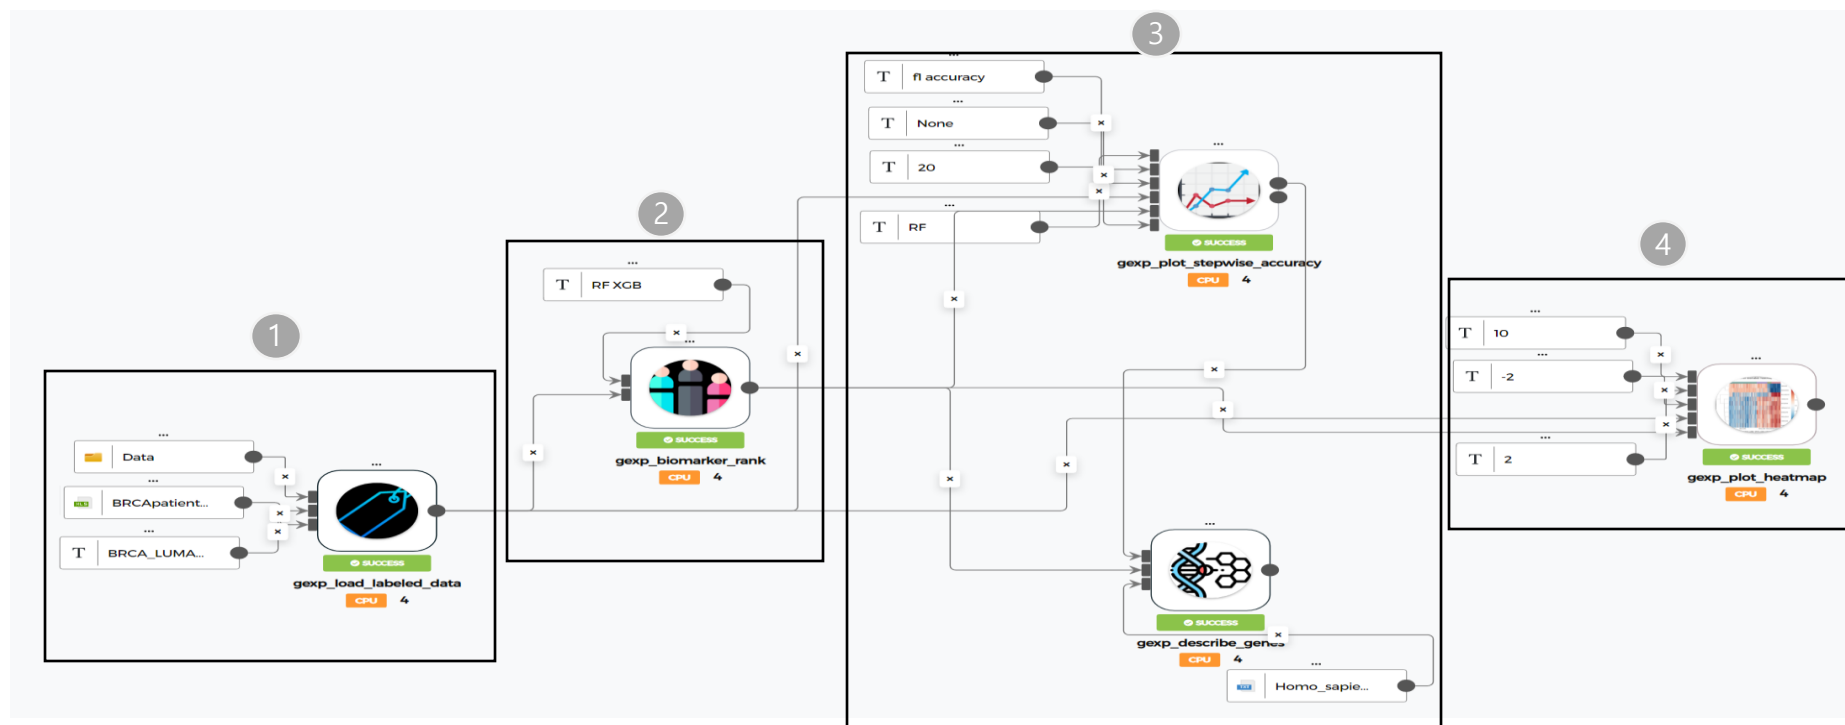 1
Data
BRCApatient...
BRCA_LUMA...
SUCCESS
gexp_load_labeled_data
CPU 4
2
RF XGB
SUCCESS
gexp_biomarker_rank
CPU 4
3
f1 accuracy
None
20
RF
SUCCESS
gexp_plot_stepwise_accuracy
CPU 4
SUCCESS
gexp_describe_genes
CPU 4
Homo_sapie...
4
10
-2
2
SUCCESS
gexp_plot_heatmap
CPU 4